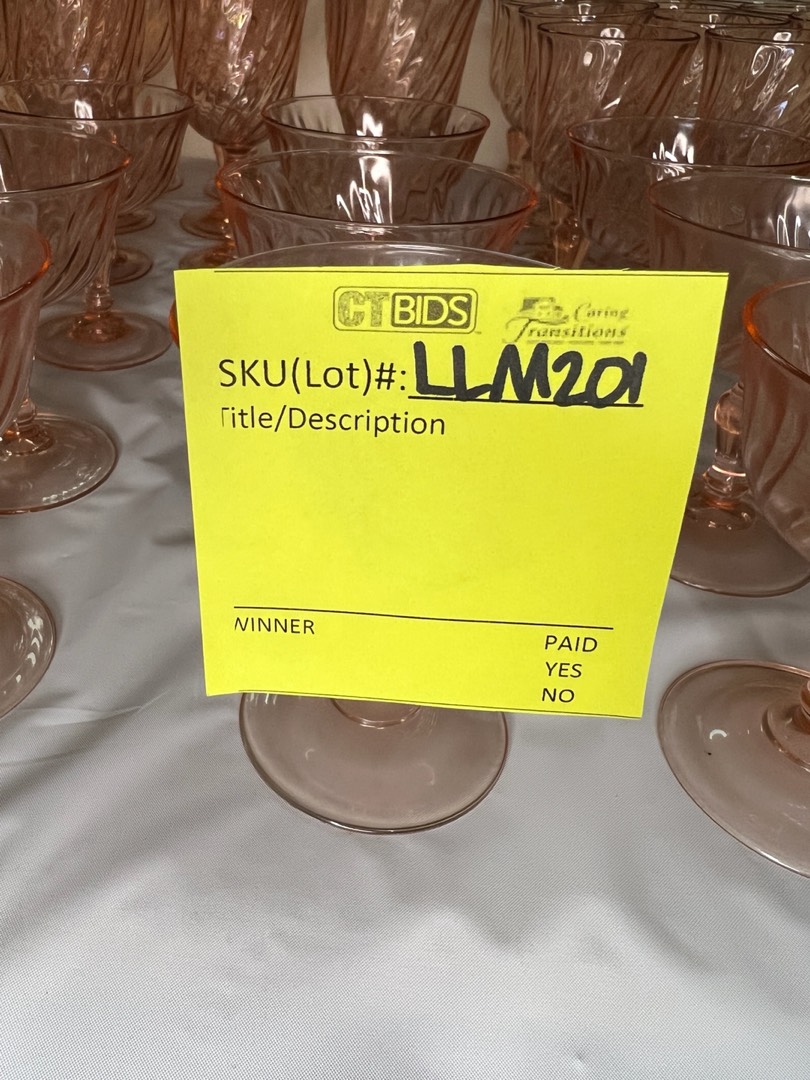 CTBIDS Caring
Transitions
SKU(Lot)#: LLM201
Title/Description
WINNER PAID
YES
NO